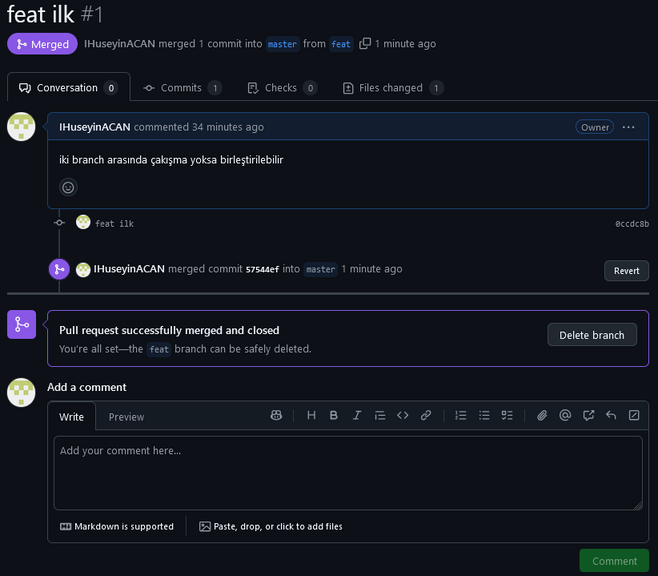 feat ilk #1
Merged IHuseyinACAN merged 1 commit into master from feat 1 minute ago
Conversation 0 Commits 1 Checks 0 Files changed 1
IHuseyinACAN commented 34 minutes ago Owner
iki branch arasında çakışma yoksa birleştirilebilir
feat ilk 0ccdc8b
IHuseyinACAN merged commit 57544ef into master 1 minute ago Revert
Pull request successfully merged and closed
You're all set—the feat branch can be safely deleted.
Delete branch
Add a comment
Write Preview
Add your comment here...
Markdown is supported Paste, drop, or click to add files
Comment